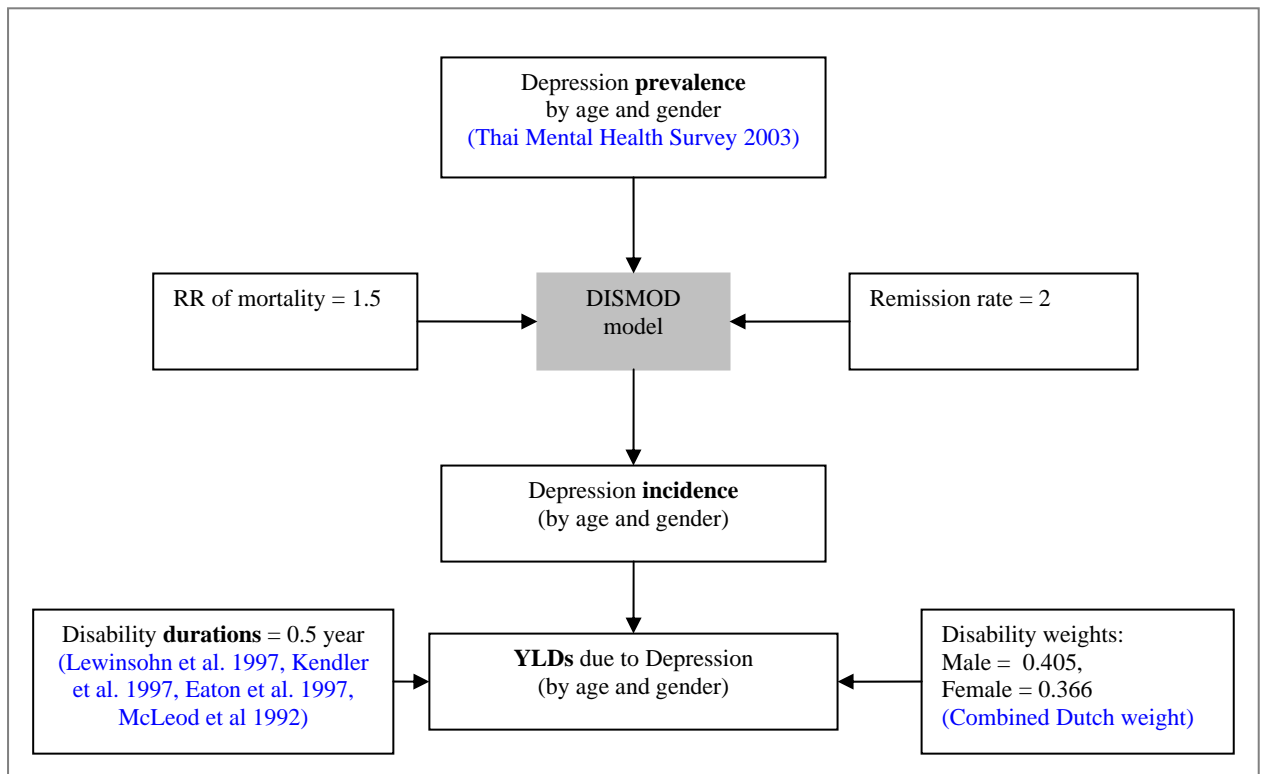 Depression prevalence
by age and gender
(Thai Mental Health Survey 2003)
RR of mortality = 1.5
DISMOD
model
Remission rate = 2
Depression incidence
(by age and gender)
Disability durations = 0.5 year
(Lewinsohn et al. 1997, Kendler
et al. 1997, Eaton et al. 1997,
McLeod et al 1992)
YLDs due to Depression
(by age and gender)
Disability weights:
Male = 0.405,
Female = 0.366
(Combined Dutch weight)